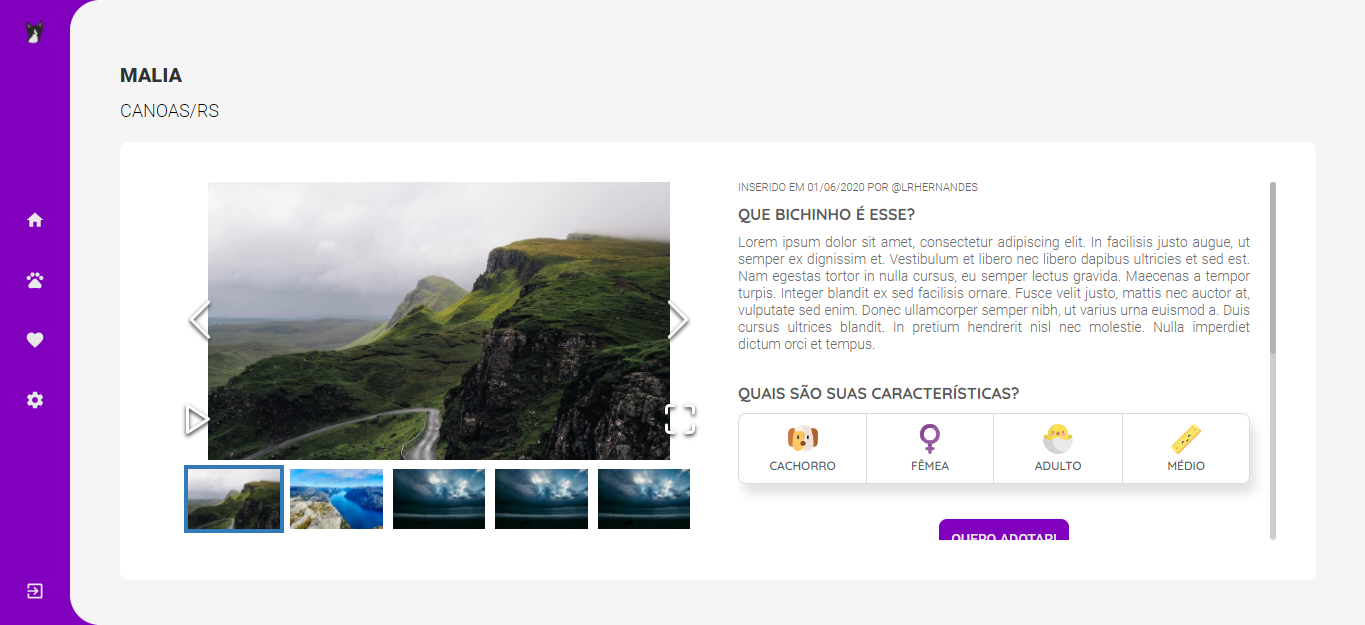 MALIA
CANOAS/RS
INSERIDO EM 01/06/2020 POR @LRHERNANDES
QUE BICHINHO É ESSE?
Lorem ipsum dolor sit amet, consectetur adipiscing elit. In facilisis justo augue, ut
semper ex dignissim et. Vestibulum et libero nec libero dapibus ultricies et sed est.
Nam egestas tortor in nulla cursus, eu semper lectus gravida. Maecenas a tempor
turpis. Integer blandit ex sed facilisis ornare. Fusce velit justo, mattis nec auctor at,
vulputate sed enim. Donec ullamcorper semper nibh, ut varius urna euismod a. Duis
cursus ultrices blandit. In pretium hendrerit nisl nec molestie. Nulla imperdiet
dictum orci et tempus.
QUAIS SÃO SUAS CARACTERÍSTICAS?
CACHORRO
FÊMEA
ADULTO
MÉDIO
QUERO ADOTAR!